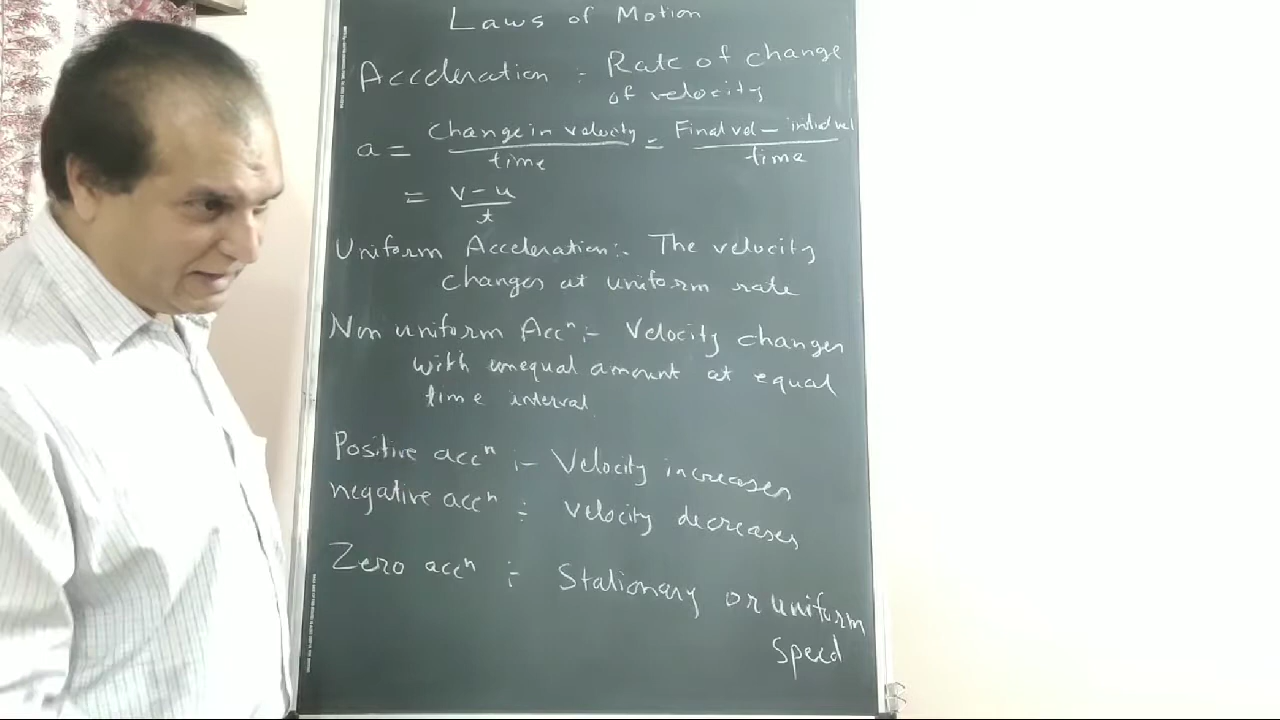 Laws of Motion
Acceleration :- Rate of change
of velocity
a = Change in velocity / time = Final vel - initial vel / time
= v - u / t
Uniform Acceleration :- The velocity
changes at uniform rate
Non uniform Accⁿ :- Velocity changes
with unequal amount at equal
time interval
Positive accⁿ :- Velocity increases
negative accⁿ :- velocity decreases
Zero accⁿ :- Stationary or uniform
speed